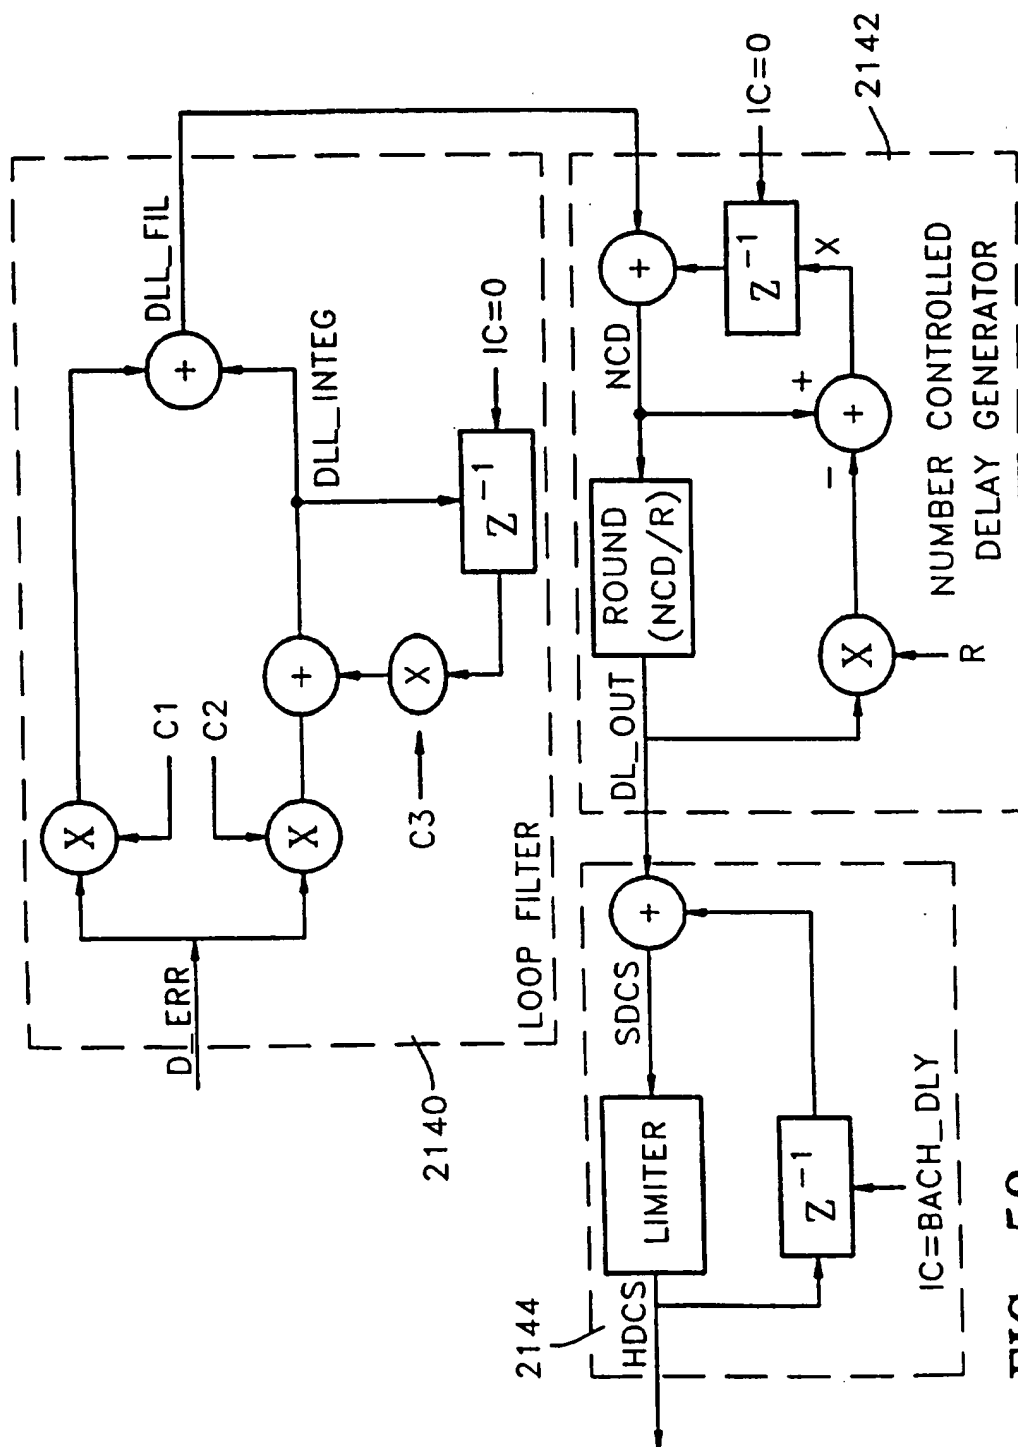 D_ERR
C1
C2
C3
X
X
X
+
+
DLL_FIL
DLL_INTEG
Z⁻¹
IC=0
LOOP FILTER
2140
+
NCD
ROUND
(NCD/R)
Z⁻¹
IC=0
X
+
+
-
X
R
DL_OUT
NUMBER CONTROLLED
DELAY GENERATOR
2142
+
SDCS
LIMITER
HDCS
Z⁻¹
IC=BACH_DLY
2144